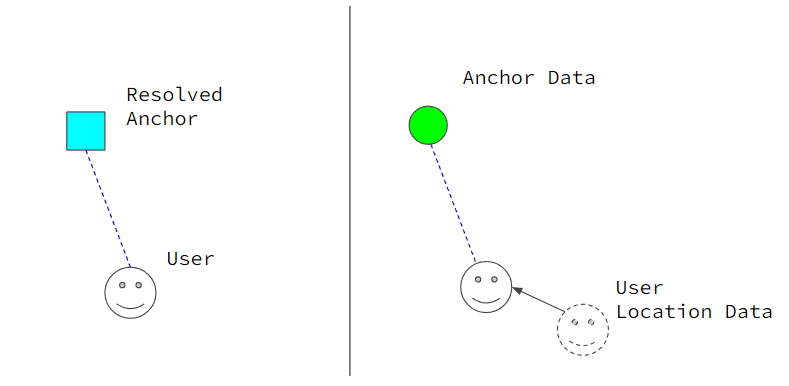 Resolved
Anchor
User
Anchor Data
User
Location Data